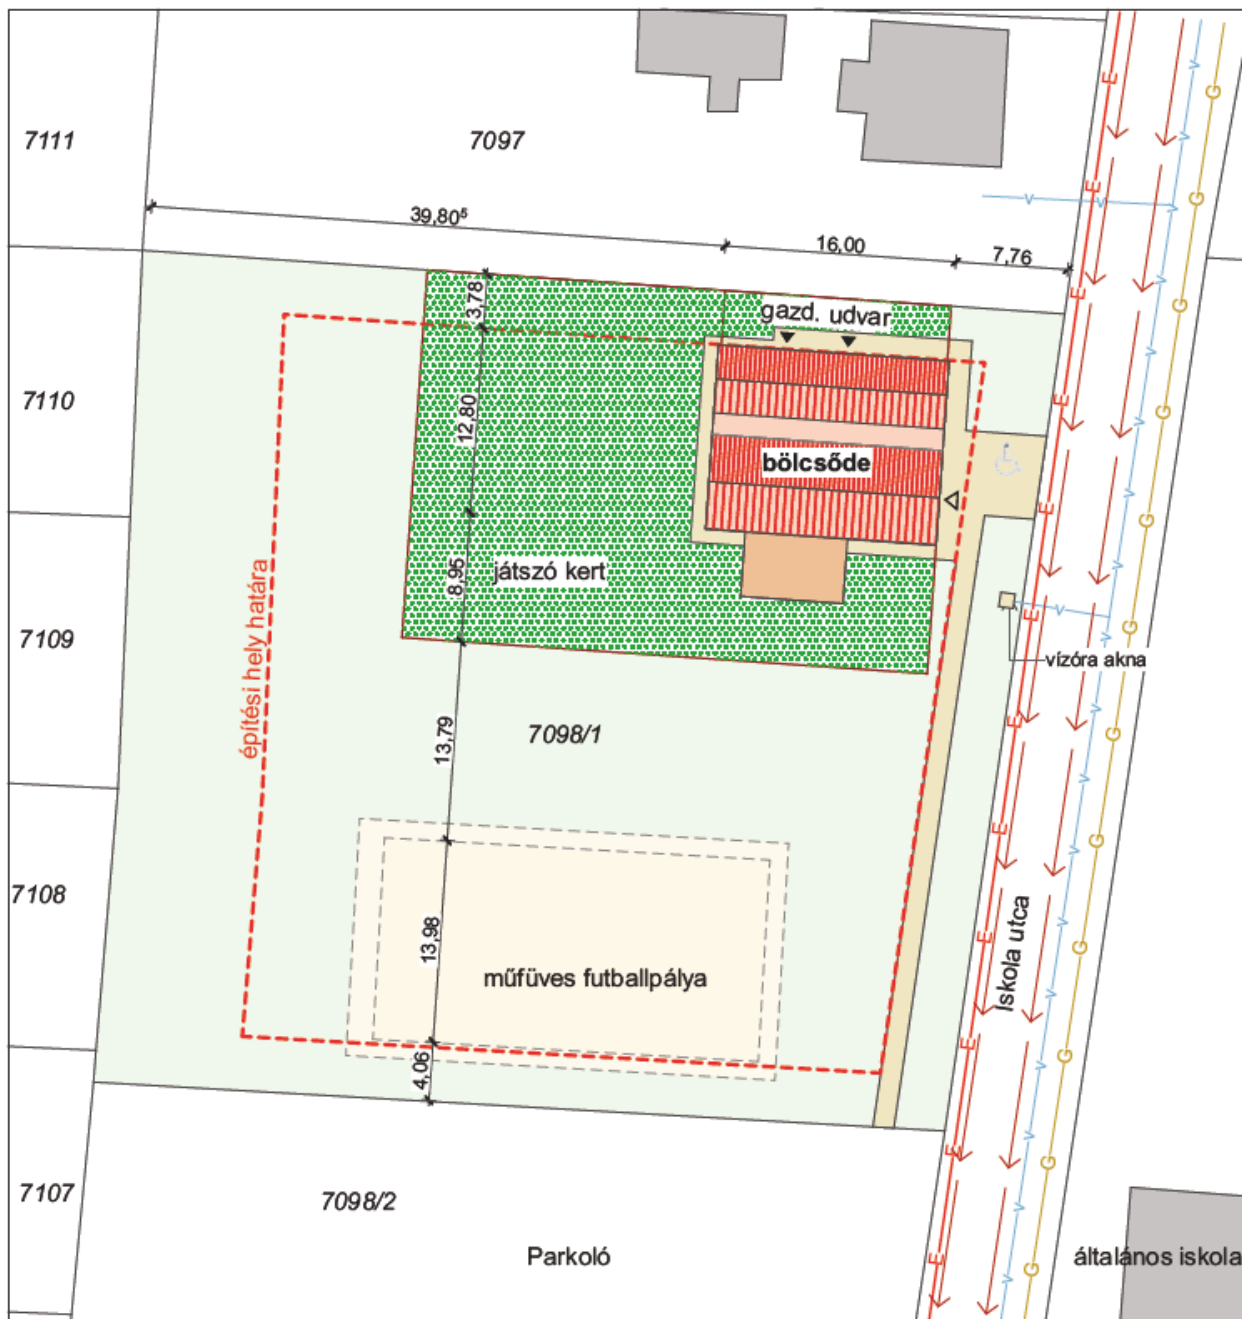 7111
7097
39,80⁵
16,00
7,76
3,78
gazd. udvar
7110
12,80
bölcsőde
8,95
játszó kert
építési hely határa
7109
vízóra akna
13,79
7098/1
7108
13,98
műfüves futballpálya
Iskola utca
4,06
7107
7098/2
Parkoló
általános iskola
E
E
E
E
E
E
E
E
E
E
E
E
V
V
V
V
V
V
V
V
V
V
V
V
V
V
G
G
G
G
G
G
G
G
G
G
G
G